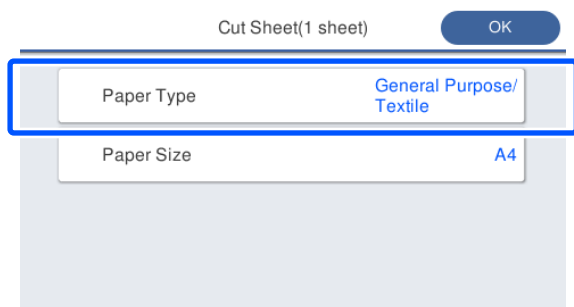 Cut Sheet(1 sheet) OK
Paper Type General Purpose/
Textile
Paper Size A4